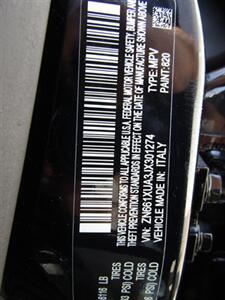 THIS VEHICLE CONFORMS TO ALL APPLICABLE U.S.A.
FEDERAL MOTOR VEHICLE SAFETY, BUMPER, AND
THEFT PREVENTION STANDARDS IN EFFECT ON THE
DATE OF MANUFACTURE SHOWN ABOVE
VIN: ZN661XUA3JX301274 TYPE: MPV
VEHICLE MADE IN: ITALY PAINT: 820
LB
TIRES
PSI) COLD
TIRES
PSI) COLD